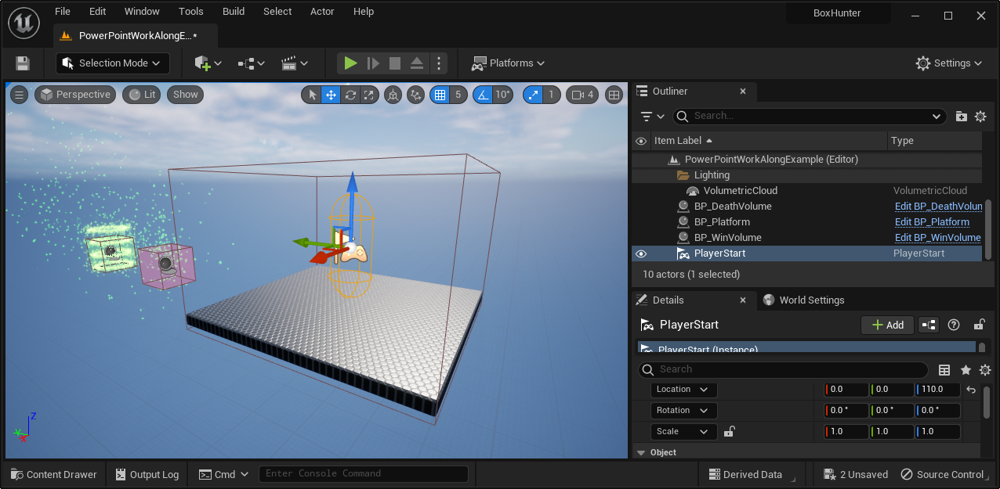 File Edit Window Tools Build Select Actor Help
BoxHunter
PowerPointWorkAlongE...•
Selection Mode
Platforms
Settings
Perspective
Lit
Show
5
10°
1
4
Z
Y
X
Outliner
Search...
Item Label
Type
PowerPointWorkAlongExample (Editor)
Lighting
VolumetricCloud VolumetricCloud
BP_DeathVolume Edit BP_DeathVolun
BP_Platform Edit BP_Platform
BP_WinVolume Edit BP_WinVolume
PlayerStart PlayerStart
10 actors (1 selected)
Details
World Settings
PlayerStart
Add
PlayerStart (Instance)
Search
Location 0.0 0.0 110.0
Rotation 0.0 ° 0.0 ° 0.0 °
Scale 1.0 1.0 1.0
Object
Content Drawer
Output Log
Cmd
Enter Console Command
Derived Data
2 Unsaved
Source Control